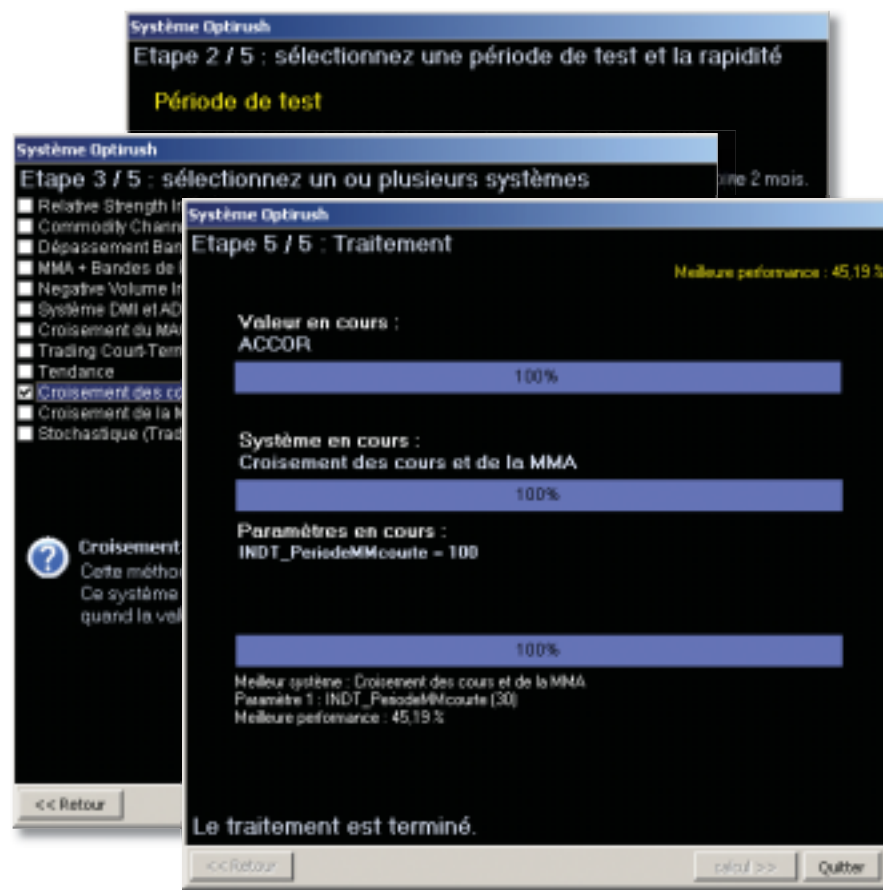 Système Optirush
Etape 2 / 5 : sélectionnez une période de test et la rapidité
Période de test
2 mois.
Système Optirush
Etape 3 / 5 : sélectionnez un ou plusieurs systèmes
Relative Strength
Commodity
Dépassement
MMA + Bandes de
Negative Volume
Système DMI et
Croisement du
Trading
Tendance
Croisement des
Croisement de la
Stochastique
Croisement
Cette
Ce système
quand la
<< Retour
Système Optirush
Etape 5 / 5 : Traitement
Meilleure performance : 45,19 %
Valeur en cours :
ACCOR
100%
Système en cours :
Croisement des cours et de la MMA
100%
Paramètres en cours :
INDT_PeriodeMMcourte = 100
100%
Meilleur système : Croisement des cours et de la MMA
Paramètre 1 : INDT_PeriodeMMcourte (30)
Meilleure performance : 45,19 %
Le traitement est terminé.
<< Retour
calcul >>
Quitter